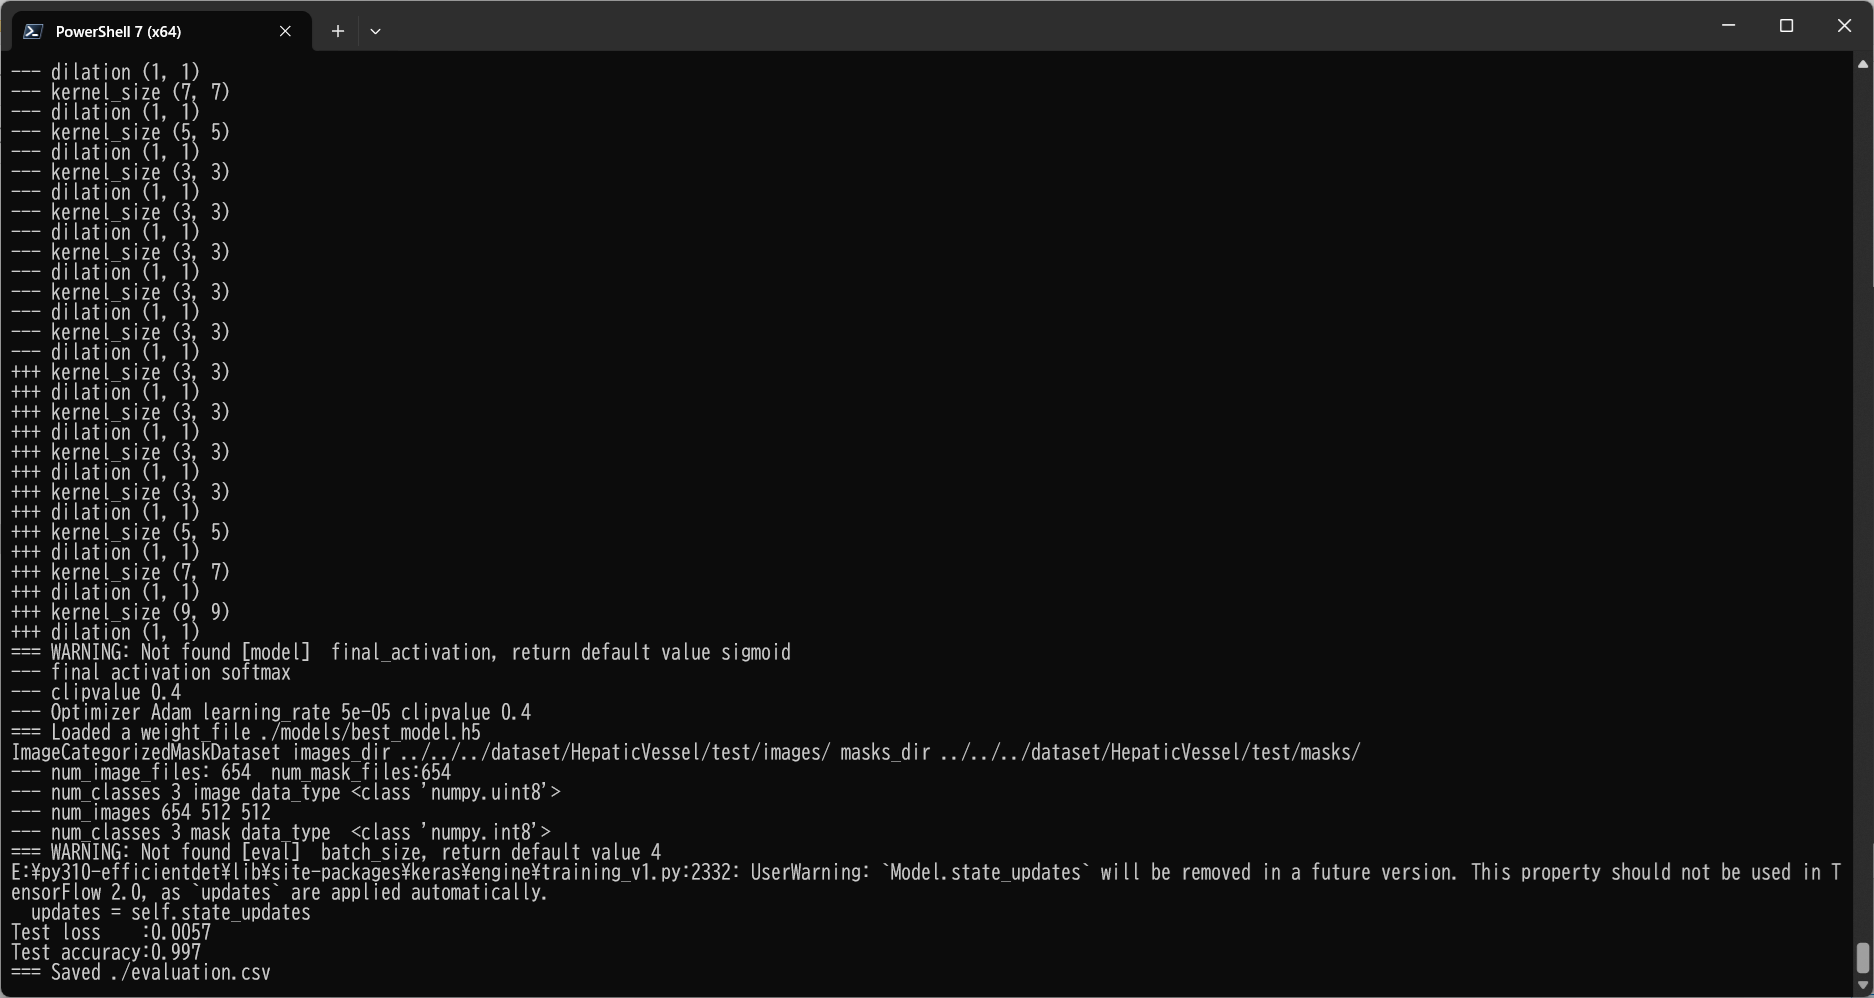 PowerShell 7 (x64)
--- dilation (1, 1)
--- kernel_size (7, 7)
--- dilation (1, 1)
--- kernel_size (5, 5)
--- dilation (1, 1)
--- kernel_size (3, 3)
--- dilation (1, 1)
--- kernel_size (3, 3)
--- dilation (1, 1)
--- kernel_size (3, 3)
--- dilation (1, 1)
--- kernel_size (3, 3)
--- dilation (1, 1)
--- kernel_size (3, 3)
--- dilation (1, 1)
+++ kernel_size (3, 3)
+++ dilation (1, 1)
+++ kernel_size (3, 3)
+++ dilation (1, 1)
+++ kernel_size (3, 3)
+++ dilation (1, 1)
+++ kernel_size (3, 3)
+++ dilation (1, 1)
+++ kernel_size (5, 5)
+++ dilation (1, 1)
+++ kernel_size (7, 7)
+++ dilation (1, 1)
+++ kernel_size (9, 9)
+++ dilation (1, 1)
=== WARNING: Not found [model]  final_activation, return default value sigmoid
--- final activation softmax
--- clipvalue 0.4
--- Optimizer Adam learning_rate 5e-05 clipvalue 0.4
=== Loaded a weight_file ./models/best_model.h5
ImageCategorizedMaskDataset images_dir ../../../dataset/HepaticVessel/test/images/ masks_dir ../../../dataset/HepaticVessel/test/masks/
--- num_image_files: 654  num_mask_files:654
--- num_classes 3 image data_type <class 'numpy.uint8'>
--- num_images 654 512 512
--- num_classes 3 mask data_type  <class 'numpy.int8'>
=== WARNING: Not found [eval]  batch_size, return default value 4
E:¥py310-efficientdet¥lib¥site-packages¥keras¥engine¥training_v1.py:2332: UserWarning: `Model.state_updates` will be removed in a future version. This property should not be used in T
ensorFlow 2.0, as `updates` are applied automatically.
  updates = self.state_updates
Test loss    :0.0057
Test accuracy:0.997
=== Saved ./evaluation.csv